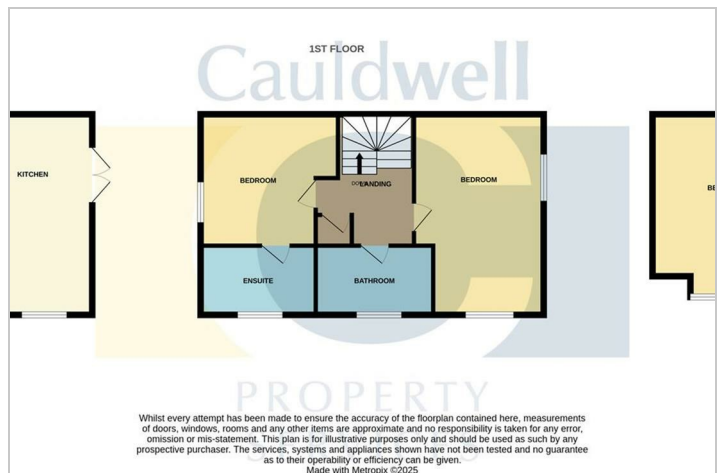 1ST FLOOR
Cauldwell
KITCHEN
BEDROOM
LANDING
BEDROOM
ENSUITE
BATHROOM
PROPERTY
Whilst every attempt has been made to ensure the accuracy of the floorplan contained here, measurements
of doors, windows, rooms and any other items are approximate and no responsibility is taken for any error,
omission or mis-statement. This plan is for illustrative purposes only and should be used as such by any
prospective purchaser. The services, systems and appliances shown have not been tested and no guarantee
as to their operability or efficiency can be given.
Made with Metropix ©2025